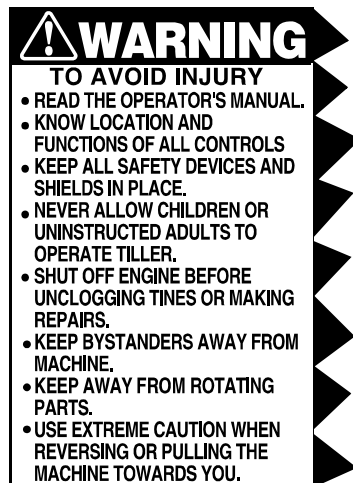 WARNING
TO AVOID INJURY
• READ THE OPERATOR'S MANUAL.
• KNOW LOCATION AND
FUNCTIONS OF ALL CONTROLS
• KEEP ALL SAFETY DEVICES AND
SHIELDS IN PLACE.
• NEVER ALLOW CHILDREN OR
UNINSTRUCTED ADULTS TO
OPERATE TILLER.
• SHUT OFF ENGINE BEFORE
UNCLOGGING TINES OR MAKING
REPAIRS.
• KEEP BYSTANDERS AWAY FROM
MACHINE.
• KEEP AWAY FROM ROTATING
PARTS.
• USE EXTREME CAUTION WHEN
REVERSING OR PULLING THE
MACHINE TOWARDS YOU.